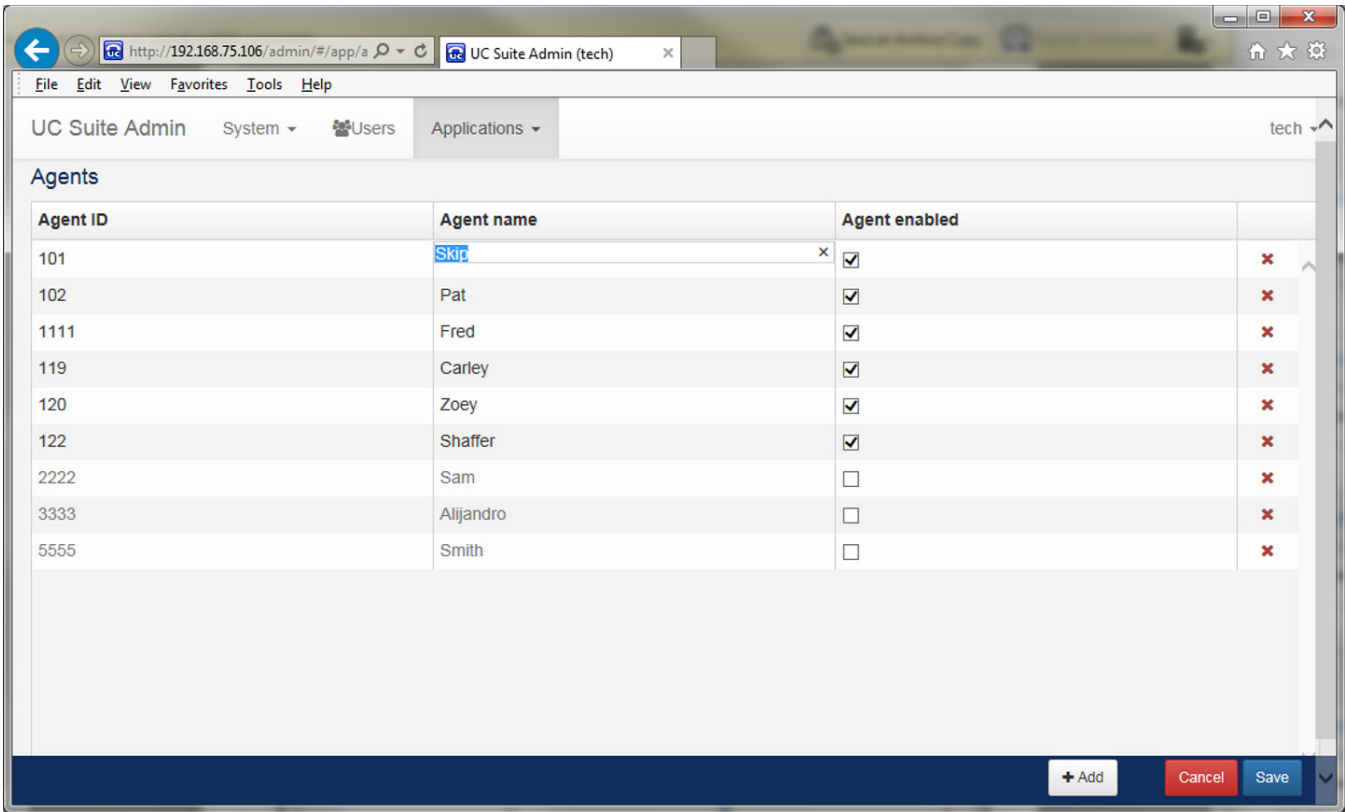 http://192.168.75.106/admin/#/app/a
UC Suite Admin (tech)
File Edit View Favorites Tools Help
UC Suite Admin System Users Applications tech
Agents
Agent ID Agent name Agent enabled
101 Skip
102 Pat
1111 Fred
119 Carley
120 Zoey
122 Shaffer
2222 Sam
3333 Alijandro
5555 Smith
+ Add Cancel Save